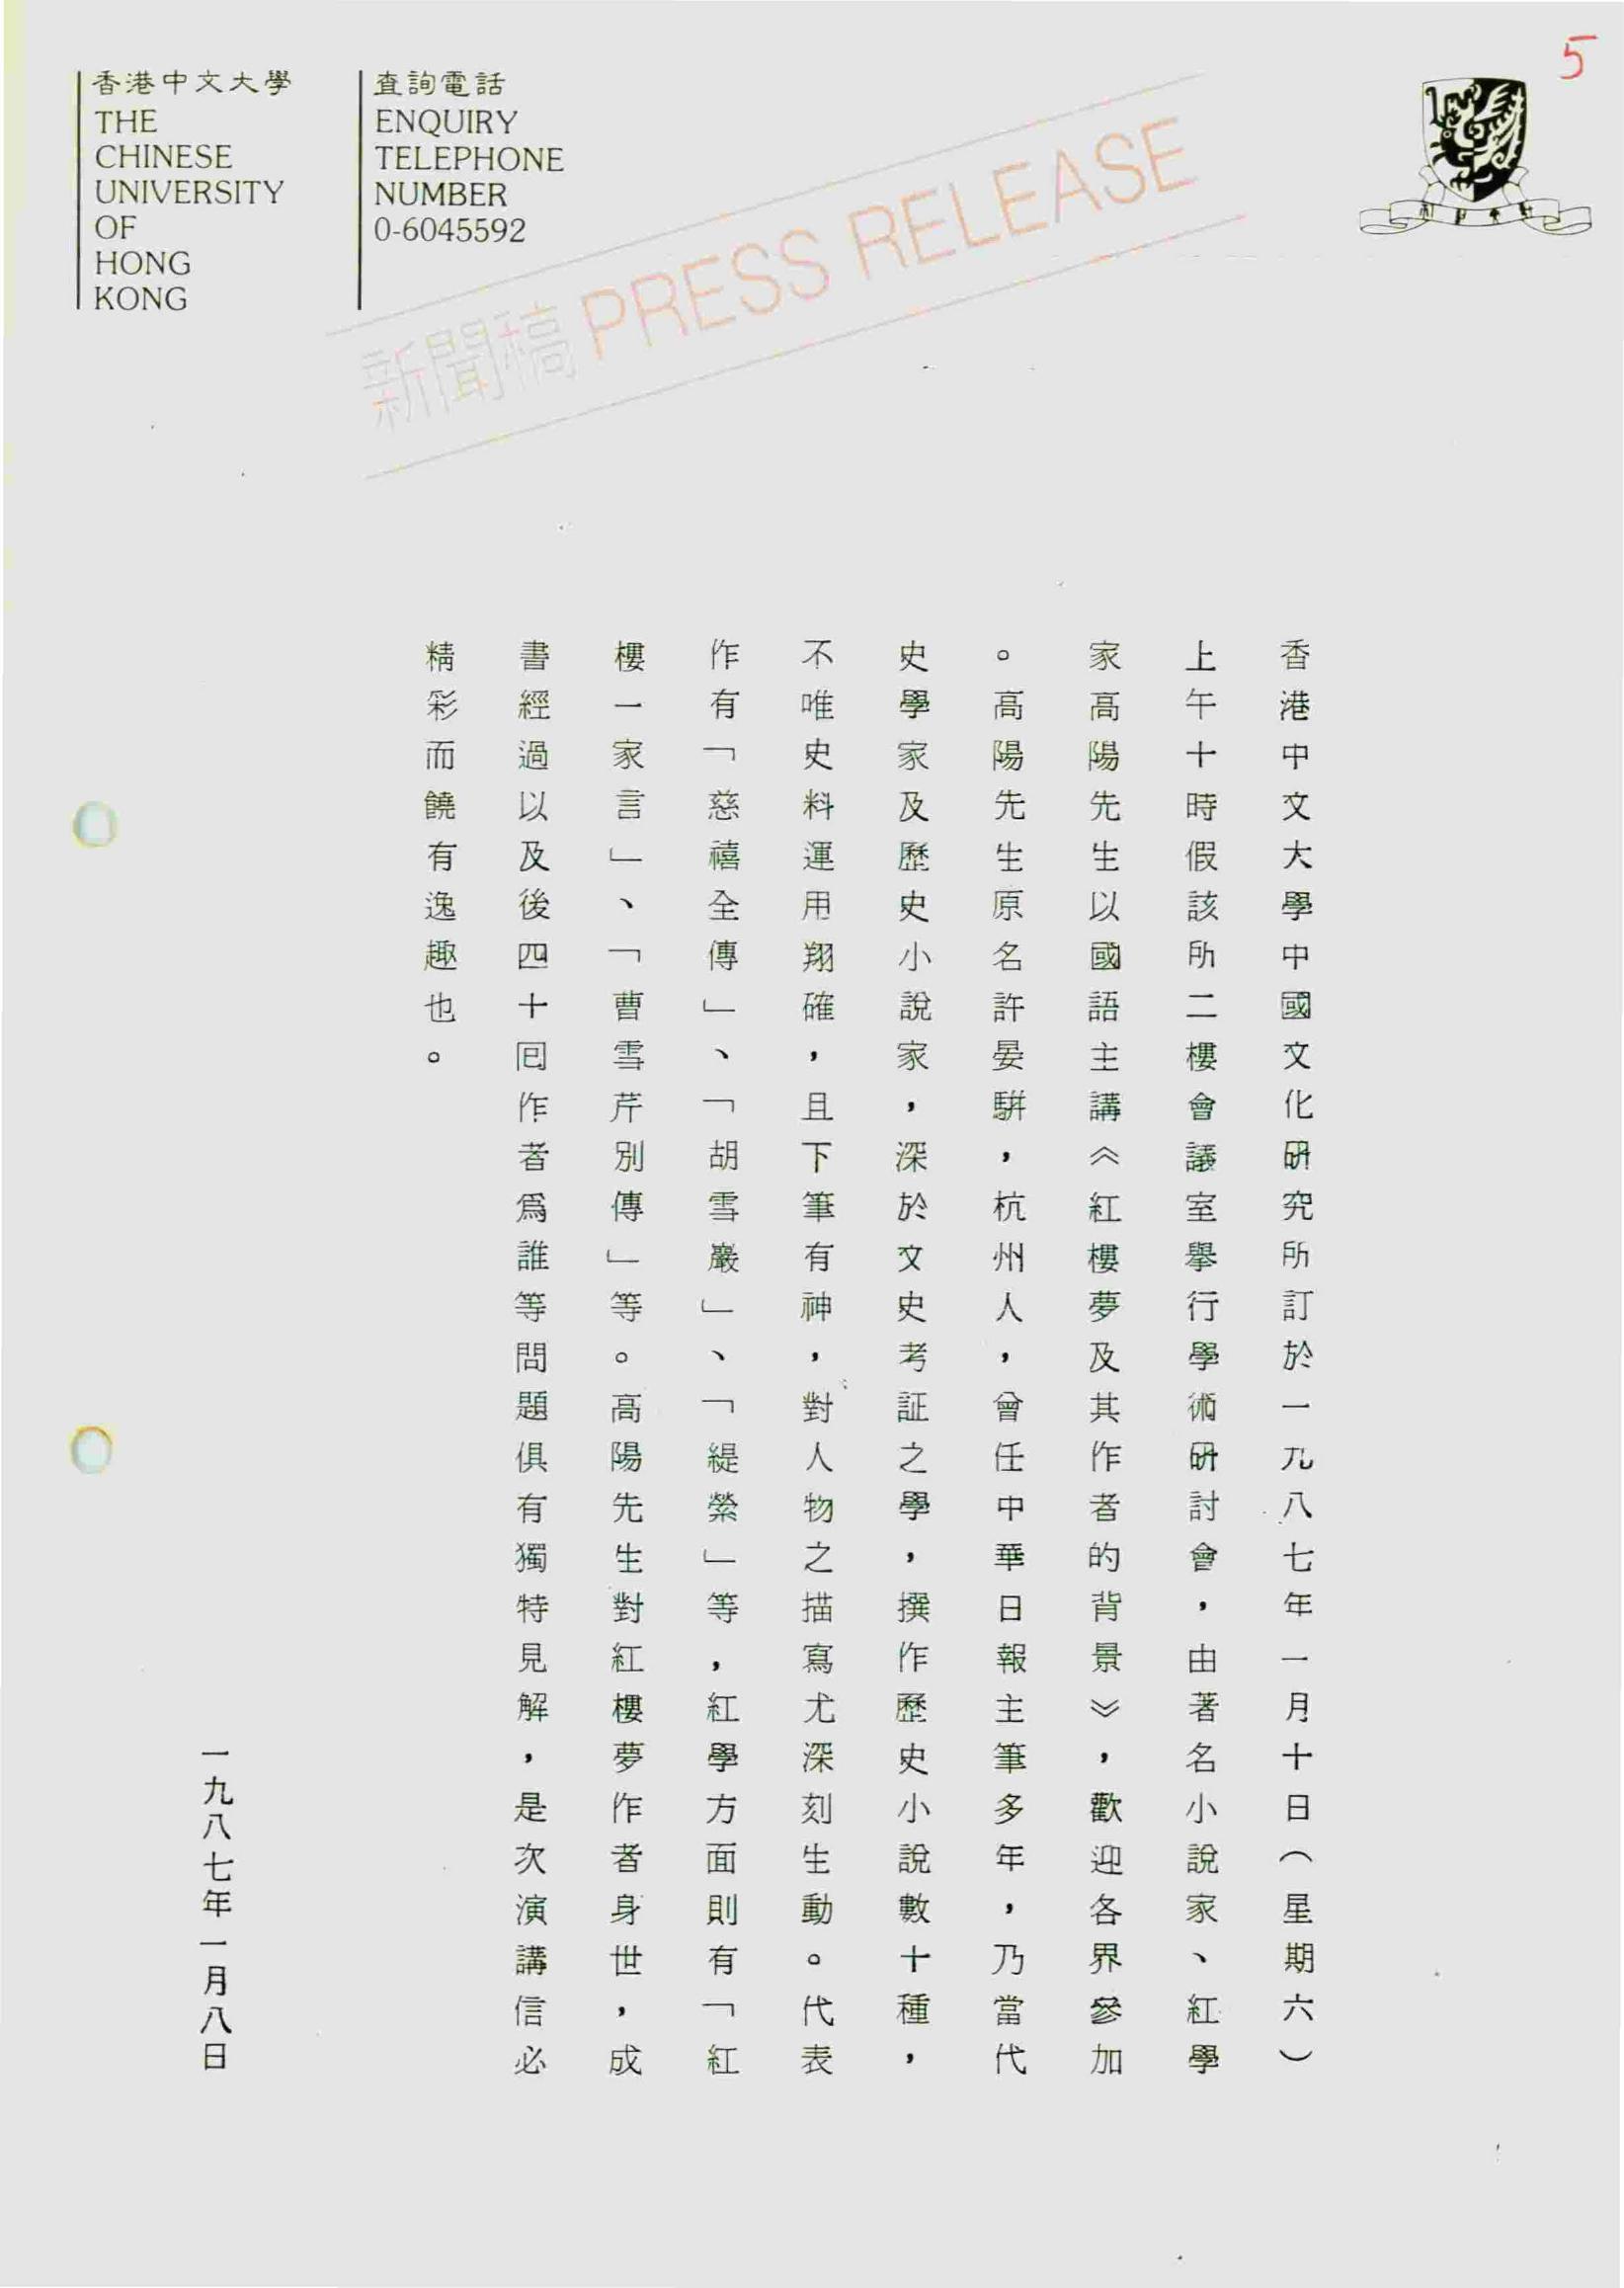 5
香港中文大學
THE
CHINESE
UNIVERSITY
OF
HONG
KONG
查詢電話
ENQUIRY
TELEPHONE
NUMBER
0-6045592
新聞稿 PRESS RELEASE
香港中文大學中國文化研究所訂於一九八七年一月十日（星期六）
上午十時假該所二樓會議室舉行學術研討會，由著名小說家、紅學
家高陽先生以國語主講《紅樓夢及其作者的背景》，歡迎各界參加
。高陽先生原名許晏騈，杭州人，曾任中華日報主筆多年，乃當代
史學家及歷史小說家，深於文史考証之學，撰作歷史小說數十種，
不唯史料運用翔確，且下筆有神，對人物之描寫尤深刻生動。代表
作有「慈禧全傳」、「胡雪巖」、「緹縈」等，紅學方面則有「紅
樓一家言」、「曹雪芹別傳」等。高陽先生對紅樓夢作者身世，成
書經過以及後四十囘作者爲誰等問題俱有獨特見解，是次演講信必
精彩而饒有逸趣也。
一九八七年一月八日